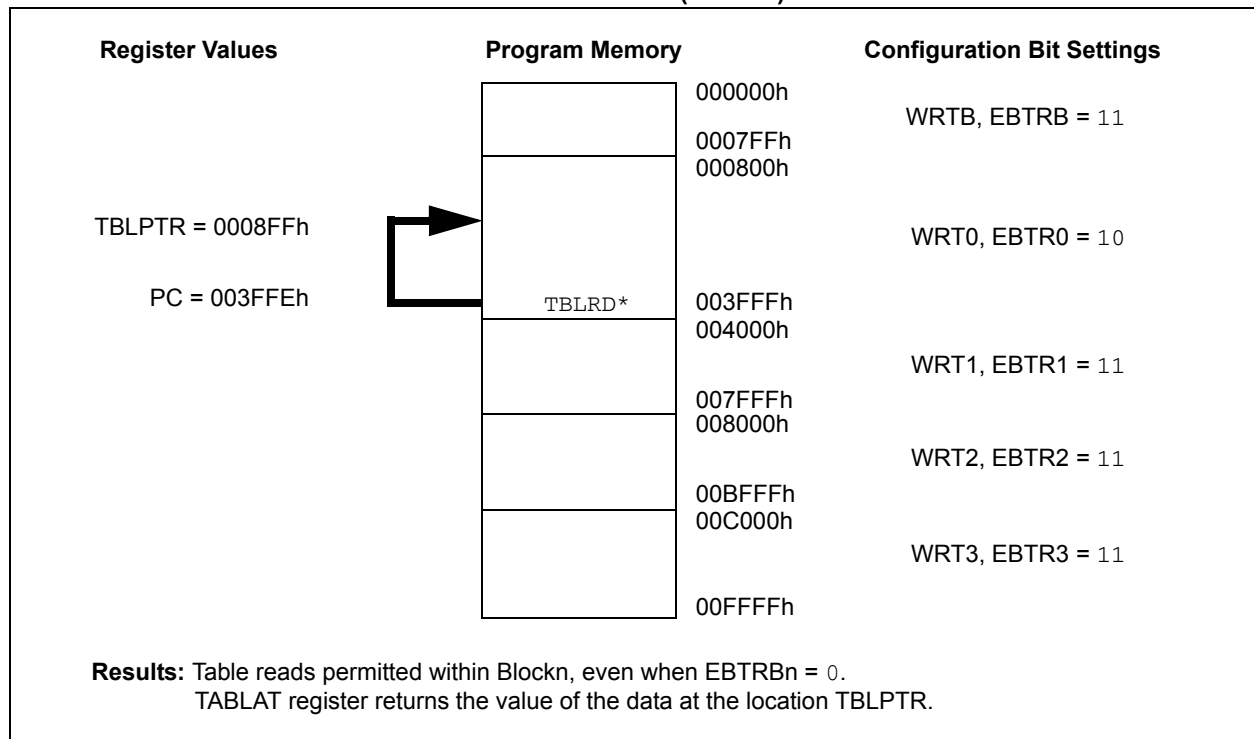 Register Values Program Memory Configuration Bit Settings
000000h
WRTB, EBTRB = 11
0007FFh
000800h
TBLPTR = 0008FFh
WRT0, EBTR0 = 10
PC = 003FFEh
TBLRD*
003FFFh
004000h
WRT1, EBTR1 = 11
007FFFh
008000h
WRT2, EBTR2 = 11
00BFFFh
00C000h
WRT3, EBTR3 = 11
00FFFFh
Results: Table reads permitted within Blockn, even when EBTRBn = 0.
TABLAT register returns the value of the data at the location TBLPTR.